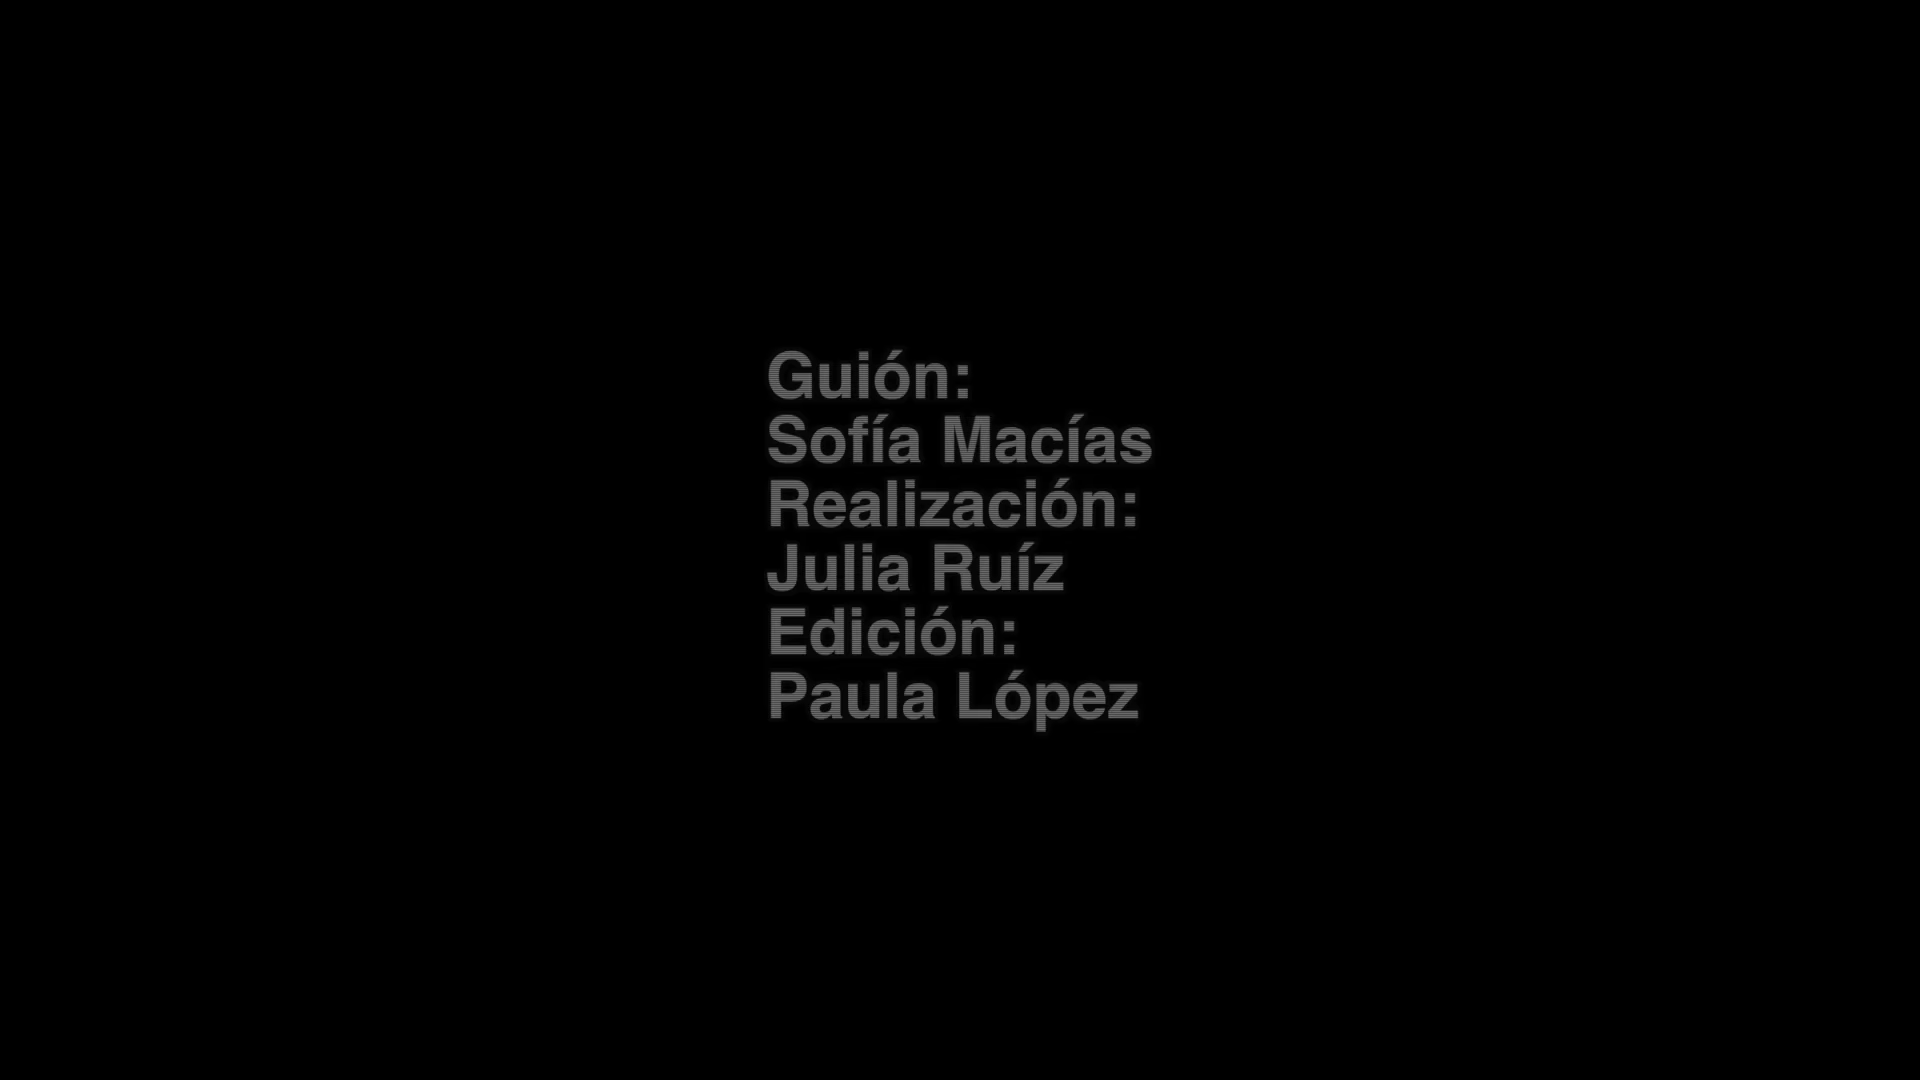 Guión:
Sofía Macías
Realización:
Julia Ruíz
Edición:
Paula López